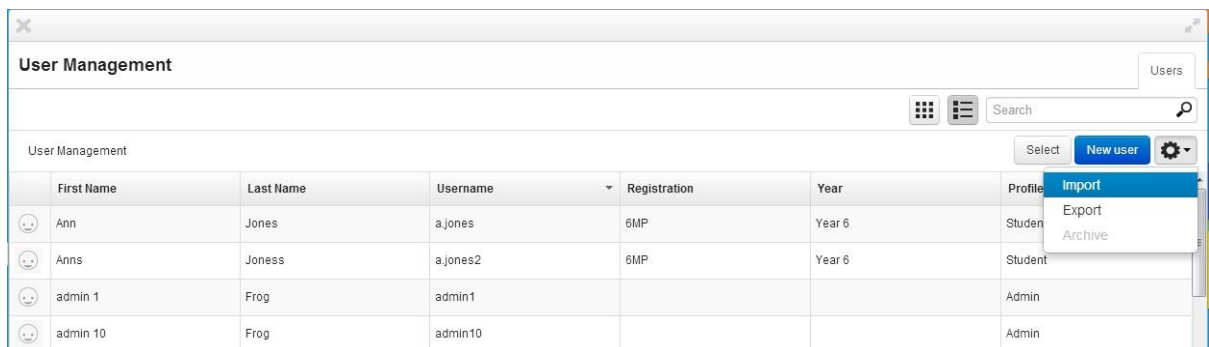 User Management
Users
Search
User Management Select New user
First Name Last Name Username Registration Year Profile
Import
Export
Archive
Ann Jones a.jones 6MP Year 6 Studen
Anns Joness a.jones2 6MP Year 6 Student
admin 1 Frog admin1 Admin
admin 10 Frog admin10 Admin